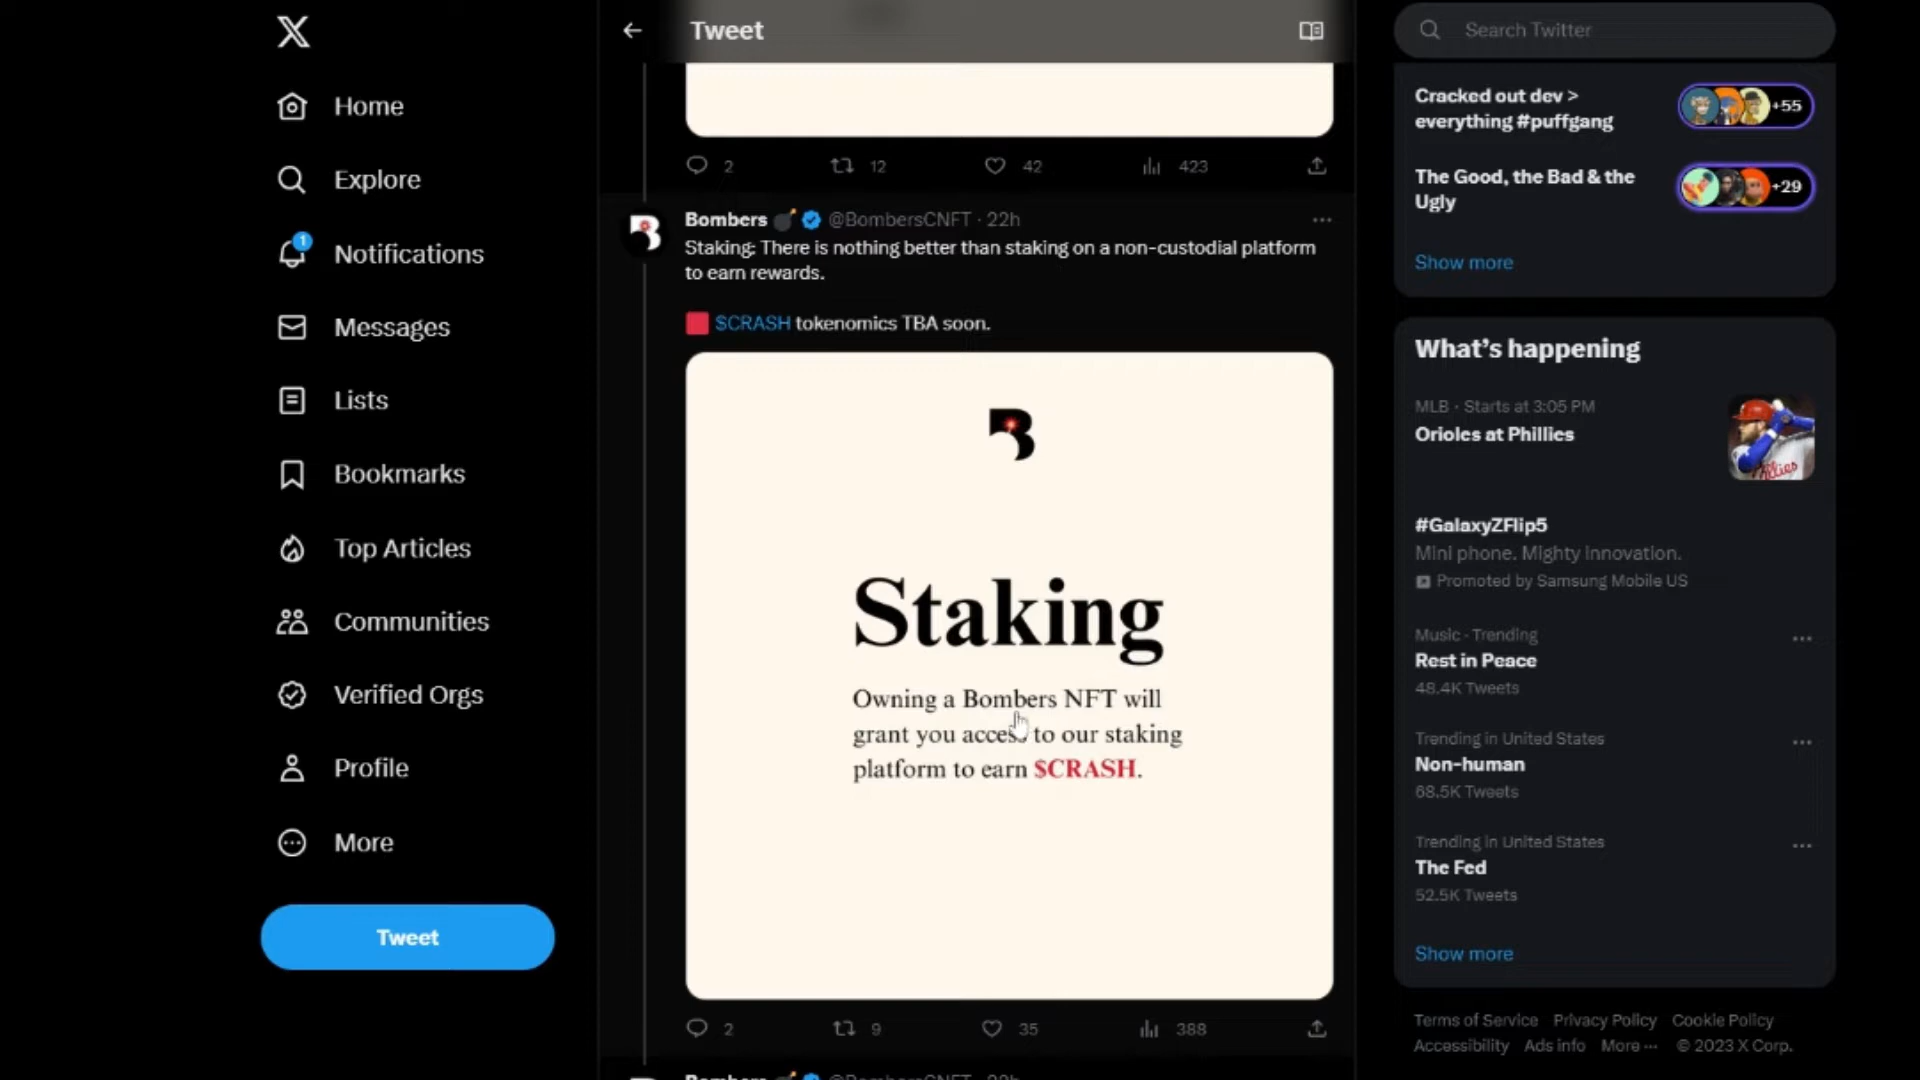 Home
Explore
1
Notifications
Messages
Lists
Bookmarks
Top Articles
Communities
Verified Orgs
Profile
More
Tweet
Tweet
2 12 42 423
Bombers @BombersCNFT · 22h
Staking: There is nothing better than staking on a non-custodial platform
to earn rewards.
$CRASH tokenomics TBA soon.
Staking
Owning a Bombers NFT will
grant you access to our staking
platform to earn $CRASH.
2 9 35 388
Bombers @BombersCNFT · 22h
Search Twitter
Cracked out dev >
everything #puffgang
+55
The Good, the Bad & the
Ugly
+29
Show more
What's happening
MLB · Starts at 3:05 PM
Orioles at Phillies
#GalaxyZFlip5
Mini phone. Mighty Innovation.
Promoted by Samsung Mobile US
Music · Trending
Rest in Peace
48.4K Tweets
Trending in United States
Non-human
68.5K Tweets
Trending in United States
The Fed
52.5K Tweets
Show more
Terms of Service Privacy Policy Cookie Policy
Accessibility Ads info More ··· © 2023 X Corp.